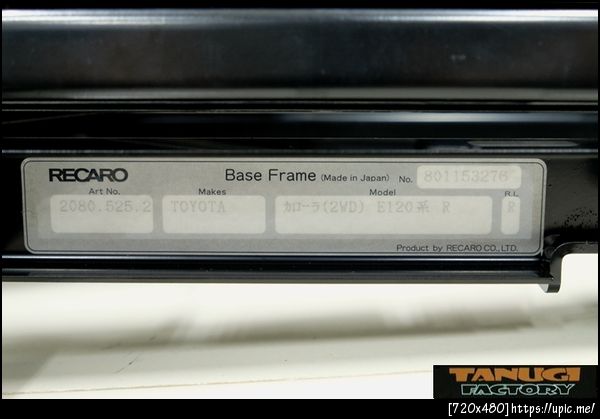 RECARO Base Frame (Made in Japan) No. 801153276
Art No. Makes Model R.L
2080.525.2 TOYOTA ｶﾛｰﾗ(2WD) E120系 R R
Product by RECARO CO., LTD.
TANUGI
FACTORY
[720x480]https://upic.me/